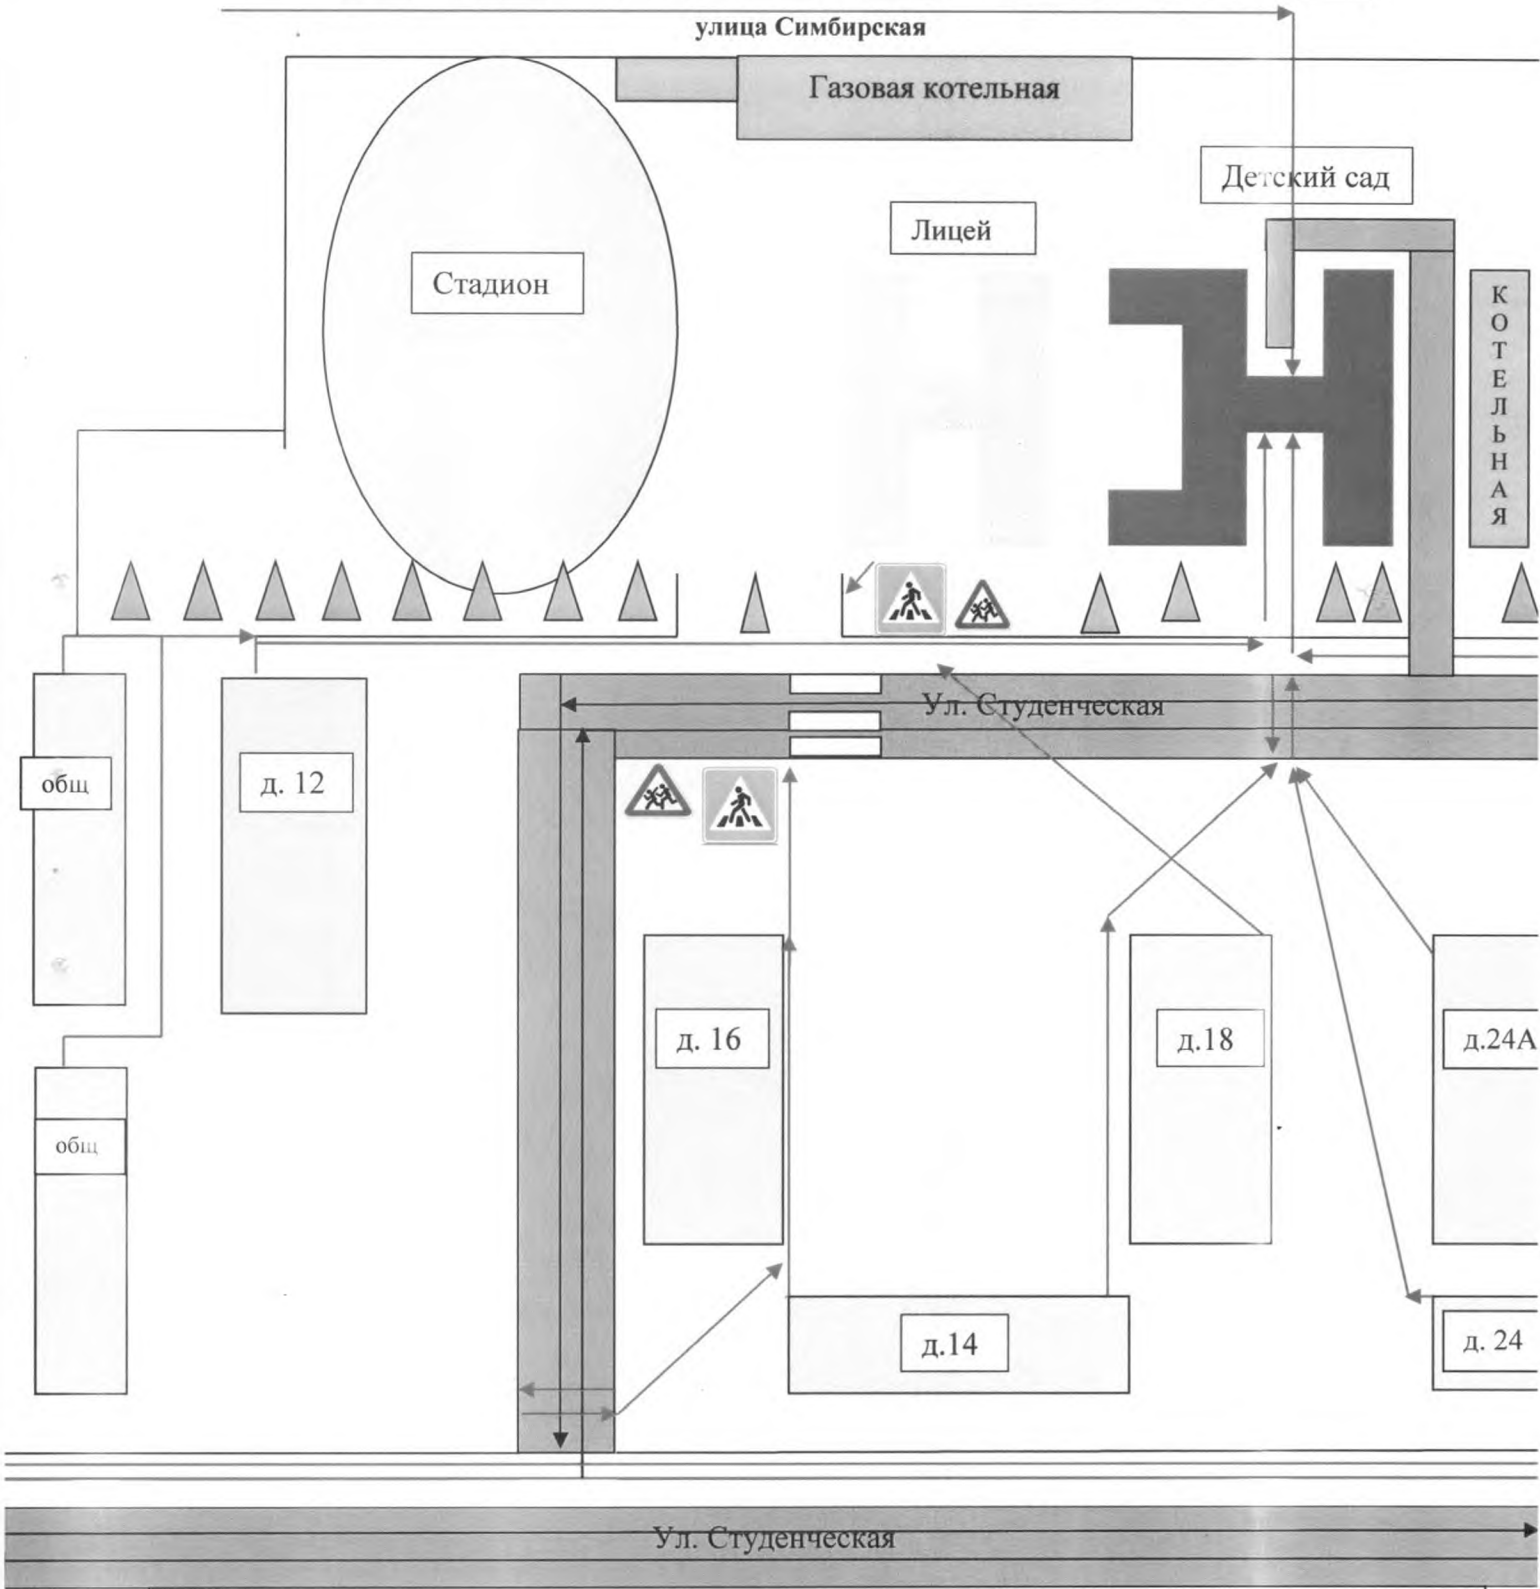 улица Симбирская
Газовая котельная
Детский сад
Лицей
Стадион
КОТЕЛЬНАЯ
Ул. Студенческая
общ
д. 12
д. 16
д.18
д.24А
общ
д.14
д. 24
Ул. Студенческая